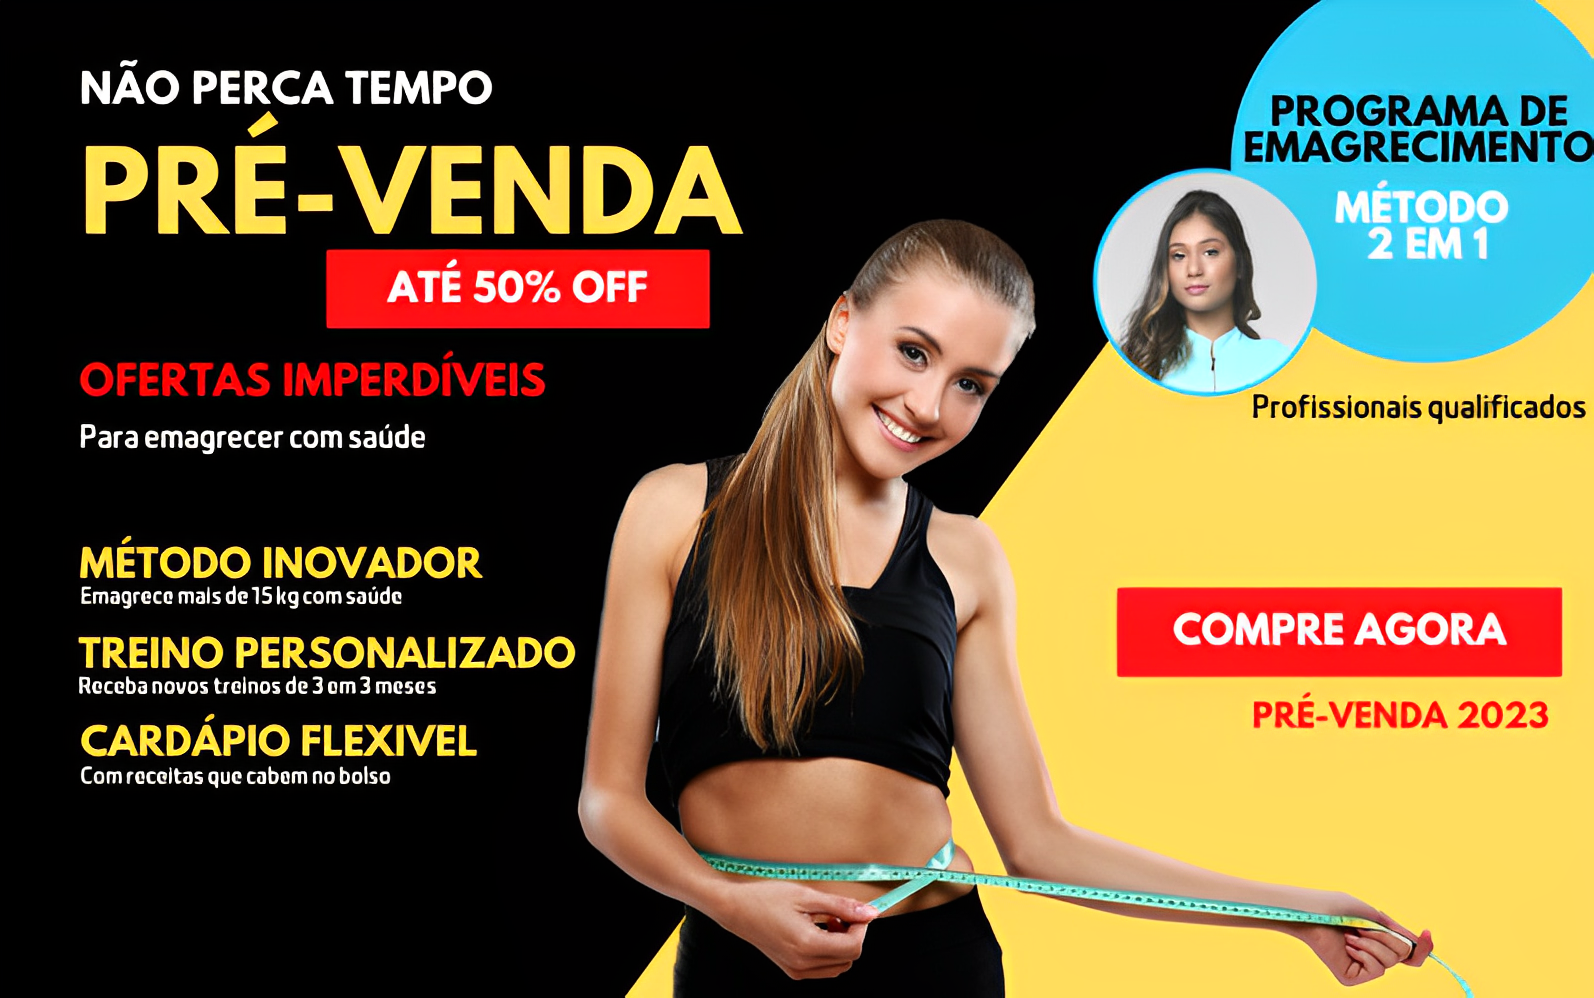 NÃO PERCA TEMPO
PRÉ-VENDA
ATÉ 50% OFF
OFERTAS IMPERDÍVEIS
Para emagrecer com saúde
MÉTODO INOVADOR
Emagrece mais de 15 kg com saúde
TREINO PERSONALIZADO
Receba novos treinos de 3 em 3 meses
CARDÁPIO FLEXIVEL
Com receitas que cabem no bolso
PROGRAMA DE
EMAGRECIMENTO
MÉTODO
2 EM 1
Profissionais qualificados
COMPRE AGORA
PRÉ-VENDA 2023